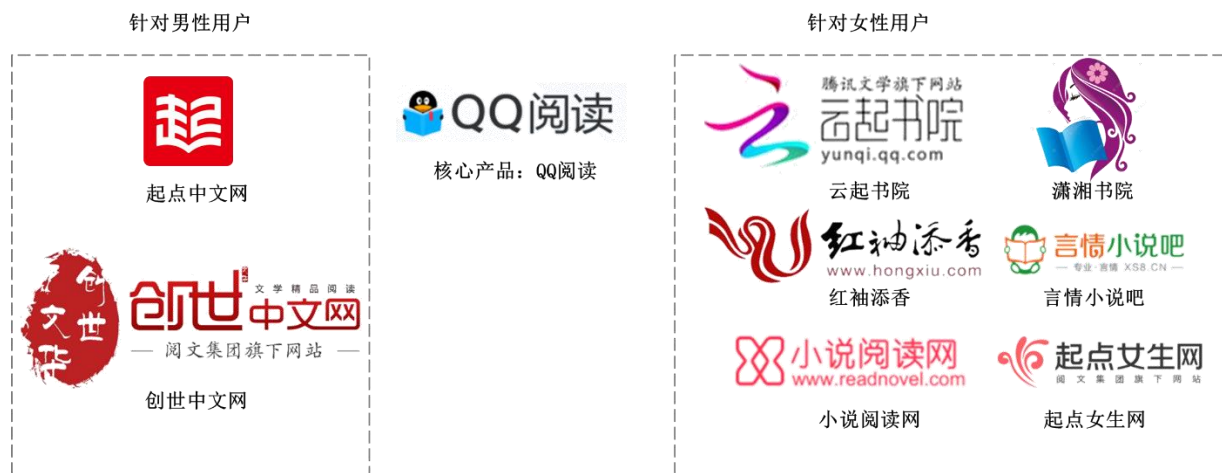 针对男性用户
针对女性用户
起点中文网
创世
文华
创世中文网
文学精品阅读
— 阅文集团旗下网站 —
创世中文网
QQ阅读
核心产品：QQ阅读
腾讯文学旗下网站
云起书院
yunqi.qq.com
云起书院
潇湘书院
红袖添香
www.hongxiu.com
红袖添香
言情小说吧
— 专业·言情 XS8.CN —
言情小说吧
小说阅读网
www.readnovel.com
小说阅读网
起点女生网
阅文集团旗下网站
起点女生网